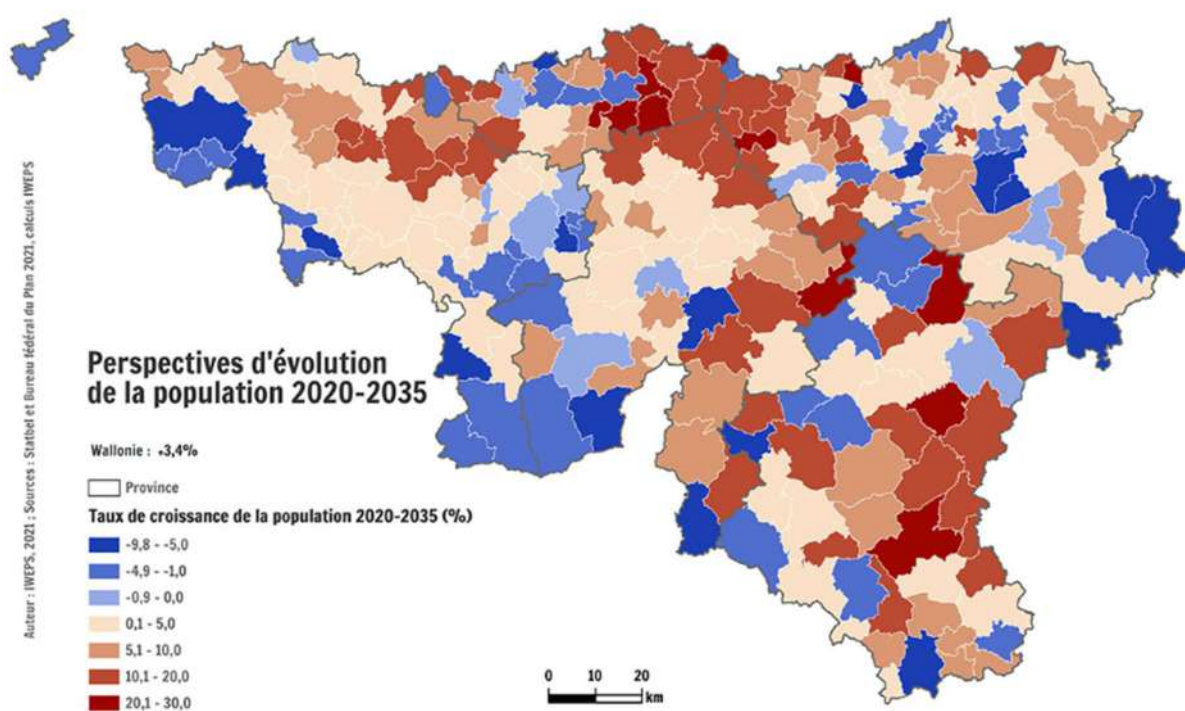 Perspectives d'évolution
de la population 2020-2035
Wallonie : +3,4%
Province
Taux de croissance de la population 2020-2035 (%)
-9,8 - -5,0
-4,9 - -1,0
-0,9 - 0,0
0,1 - 5,0
5,1 - 10,0
10,1 - 20,0
20,1 - 30,0
0 10 20
km
Auteur : IWEPS, 2021 ; Sources : Statbel et Bureau fédéral du Plan 2021, calculs IWEPS